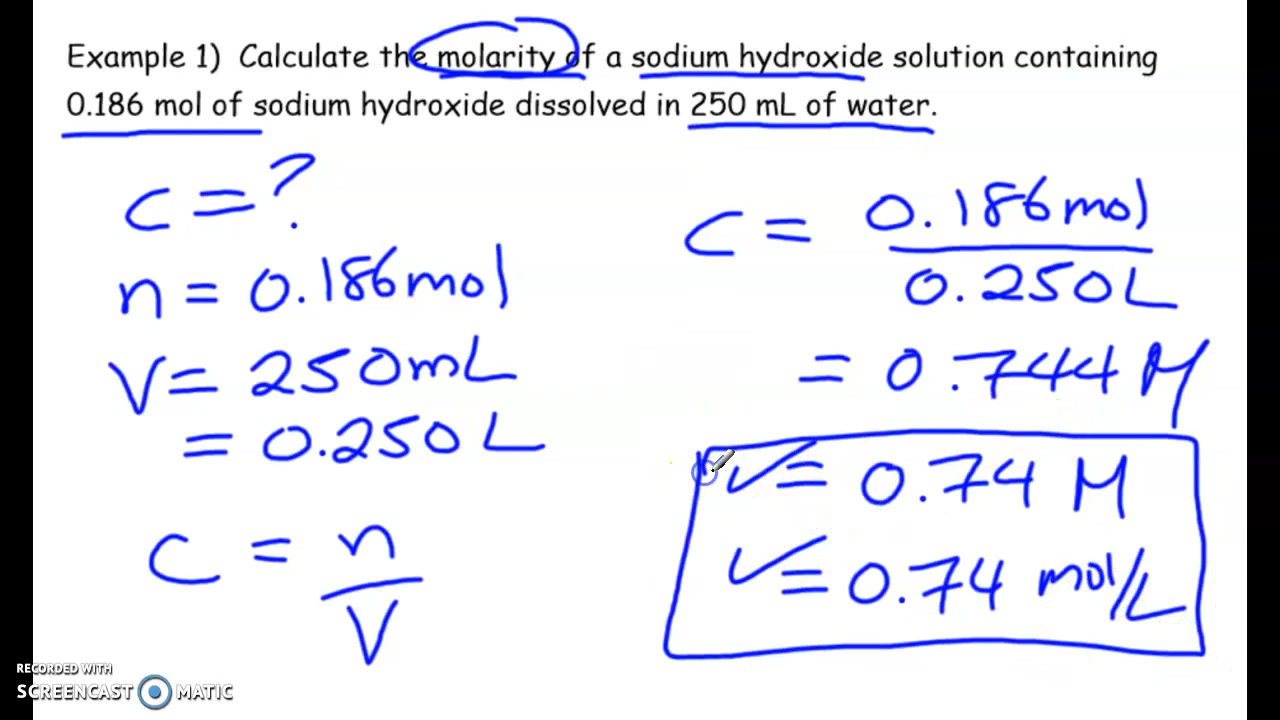 Example 1) Calculate the molarity of a sodium hydroxide solution containing
0.186 mol of sodium hydroxide dissolved in 250 mL of water.
c = ?
n = 0.186 mol
V = 250 mL
= 0.250 L
c = n
V
c = 0.186 mol
0.250 L
= 0.744 M
✓= 0.74 M
✓= 0.74 mol/L
RECORDED WITH
SCREENCAST MATIC